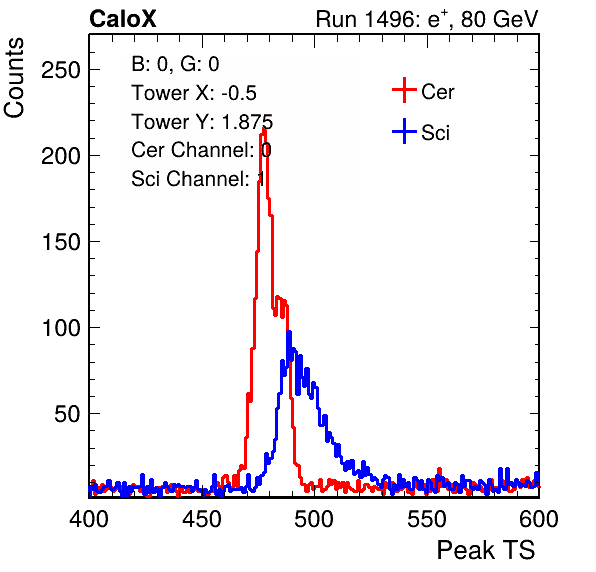 CaloX Run 1496: e+, 80 GeV
Counts
B: 0, G: 0
Tower X: -0.5
Tower Y: 1.875
Cer Channel: 0
Sci Channel: 1
Cer
Sci
250
200
150
100
50
400 450 500 550 600
Peak TS